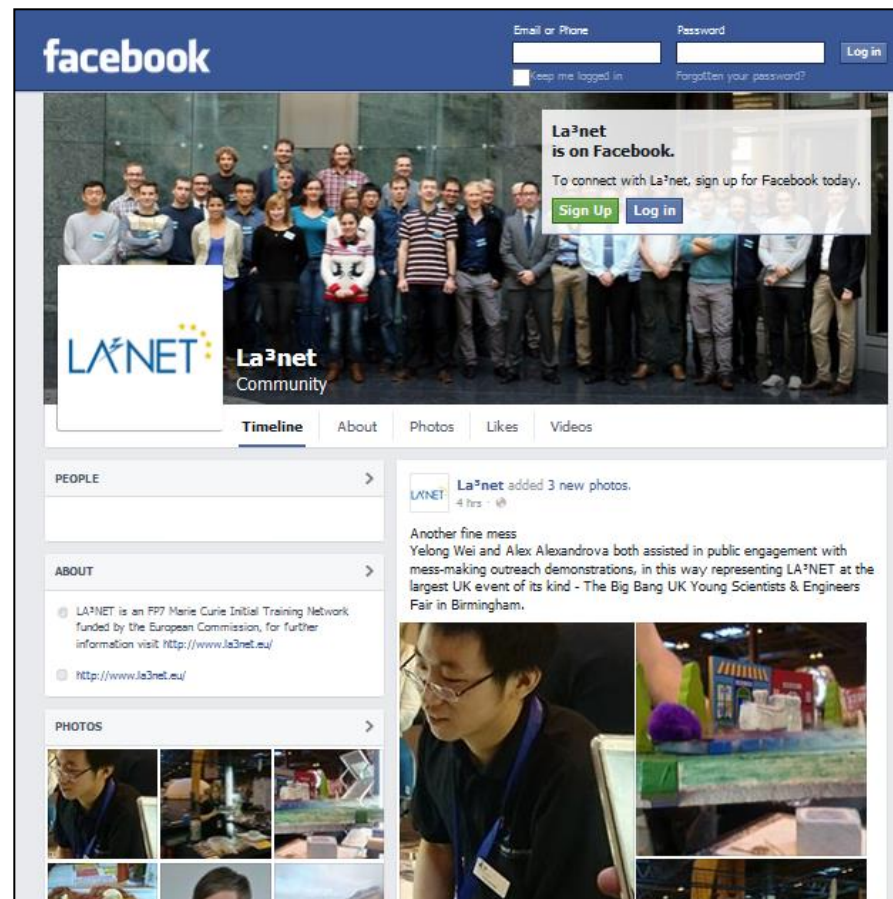 facebook
Email or Phone
Password
Log in
Keep me logged in
Forgotten your password?
La³net
is on Facebook.
To connect with La³net, sign up for Facebook today.
Sign Up
Log in
LA³NET
La³net
Community
Timeline
About
Photos
Likes
Videos
PEOPLE
ABOUT
LA³NET is an FP7 Marie Curie Initial Training Network
funded by the European Commission, for further
information visit http://www.la3net.eu/
http://www.la3net.eu/
PHOTOS
LA³NET
La³net added 3 new photos.
4 hrs ·
Another fine mess
Yelong Wei and Alex Alexandrova both assisted in public engagement with
mess-making outreach demonstrations, in this way representing LA³NET at the
largest UK event of its kind - The Big Bang UK Young Scientists & Engineers
Fair in Birmingham.